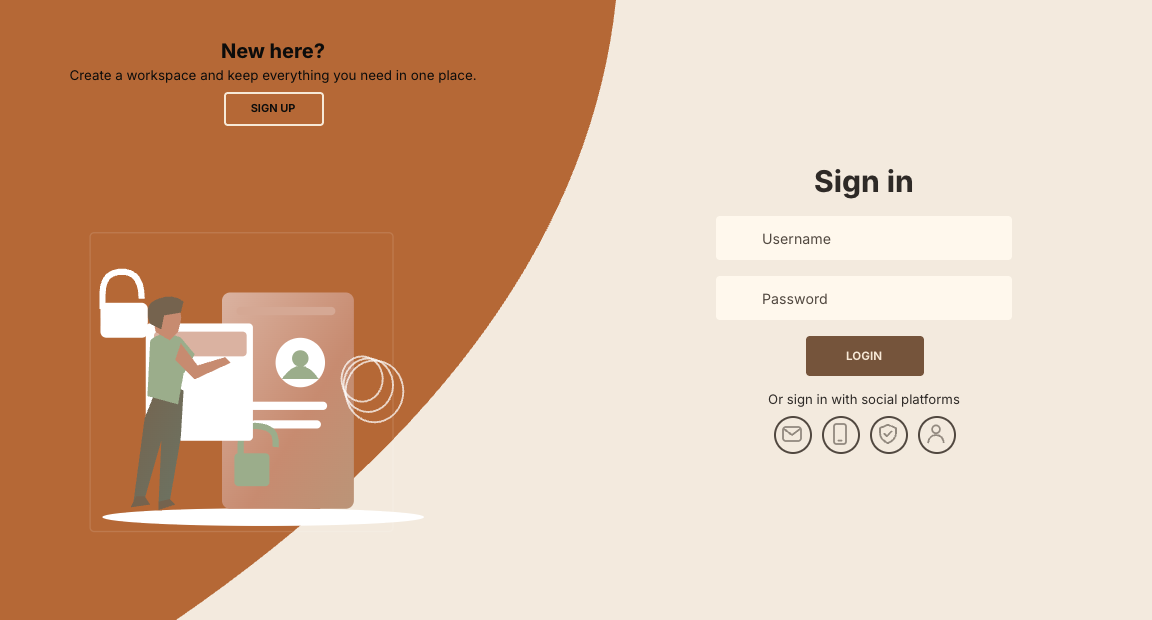 New here?
Create a workspace and keep everything you need in one place.
SIGN UP
Sign in
Username
Password
LOGIN
Or sign in with social platforms